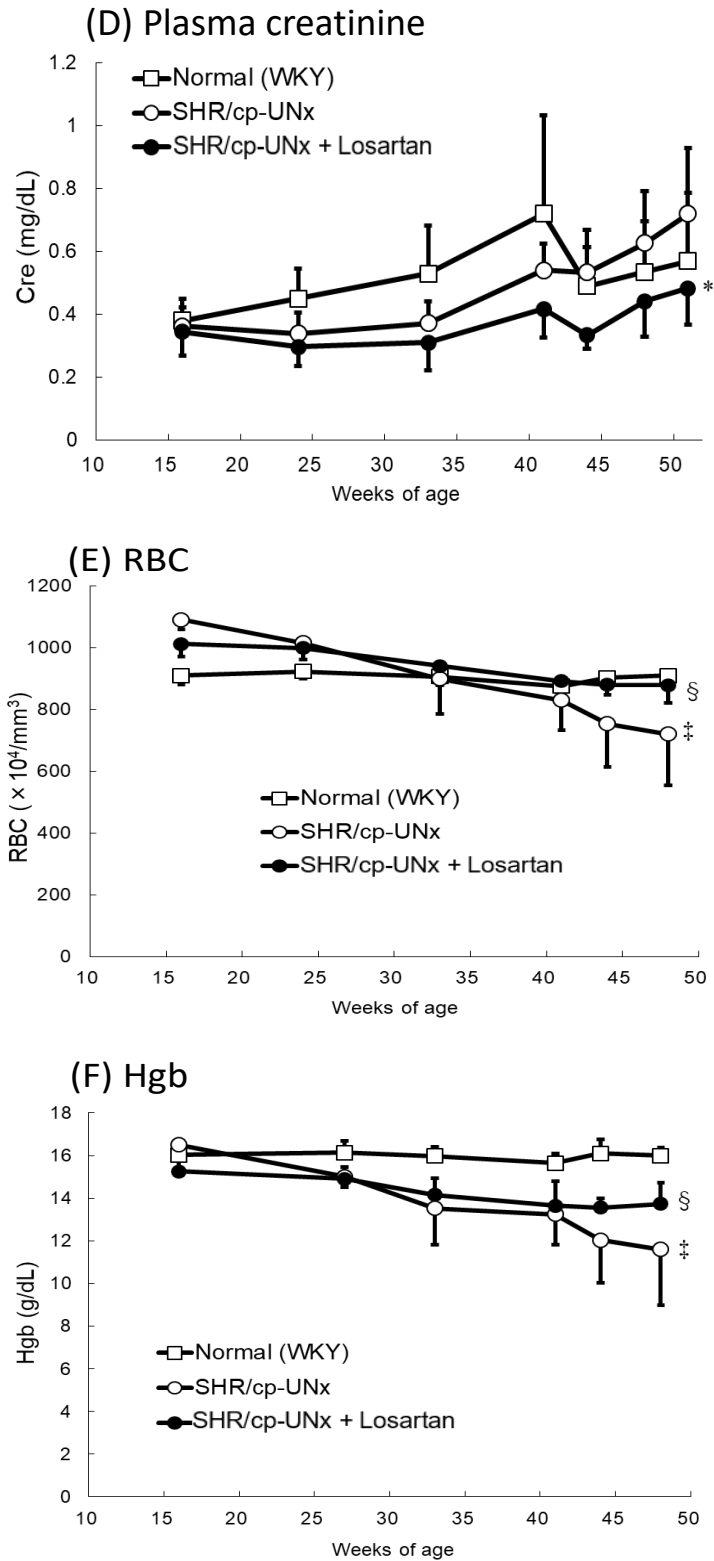 (D) Plasma creatinine
1.2
1
0.8
0.6
0.4
0.2
0
Cre (mg/dL)
Normal (WKY)
SHR/cp-UNx
SHR/cp-UNx + Losartan
*
10 15 20 25 30 35 40 45 50
Weeks of age
(E) RBC
1200
1000
800
600
400
200
0
RBC (×10⁴/mm³)
§
‡
Normal (WKY)
SHR/cp-UNx
SHR/cp-UNx + Losartan
10 15 20 25 30 35 40 45 50
Weeks of age
(F) Hgb
18
16
14
12
10
8
6
4
2
0
Hgb (g/dL)
§
‡
Normal (WKY)
SHR/cp-UNx
SHR/cp-UNx + Losartan
10 15 20 25 30 35 40 45 50
Weeks of age